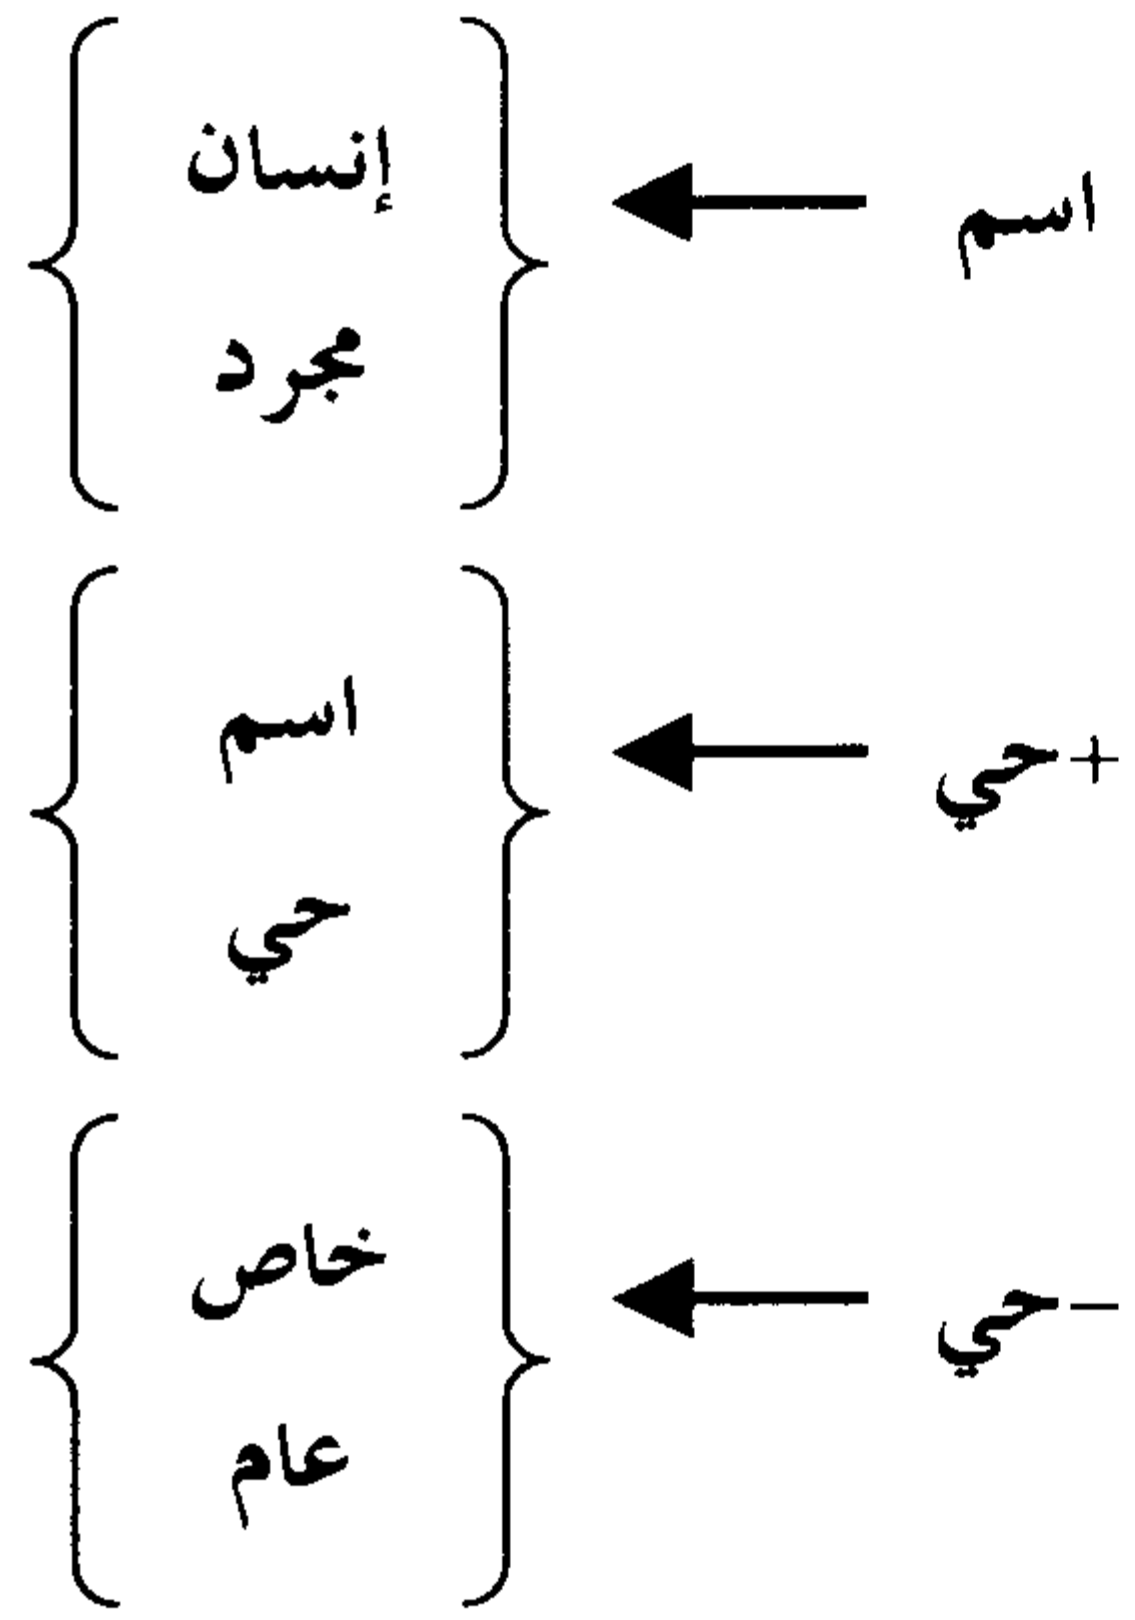 اسم ← إنسان
مجرد
+حي ← اسم
حي
−حي ← خاص
عام